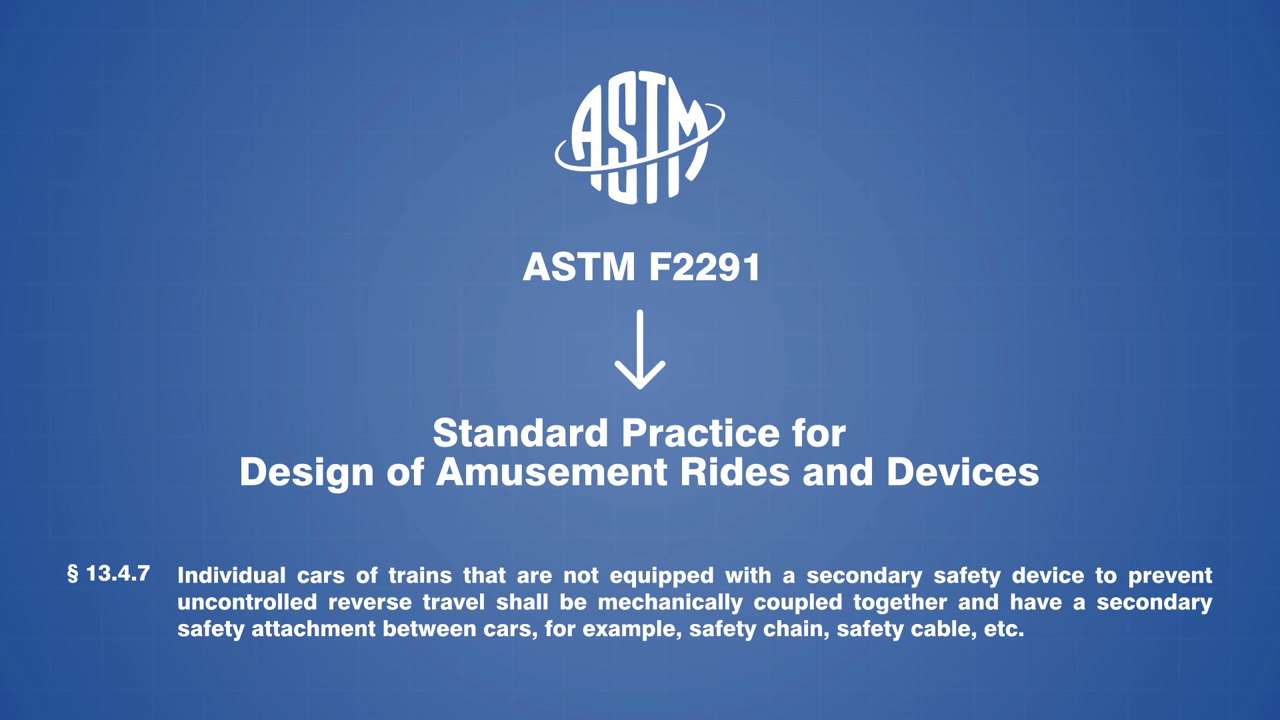 ASTM
ASTM F2291
Standard Practice for
Design of Amusement Rides and Devices
§ 13.4.7 Individual cars of trains that are not equipped with a secondary safety device to prevent
uncontrolled reverse travel shall be mechanically coupled together and have a secondary
safety attachment between cars, for example, safety chain, safety cable, etc.